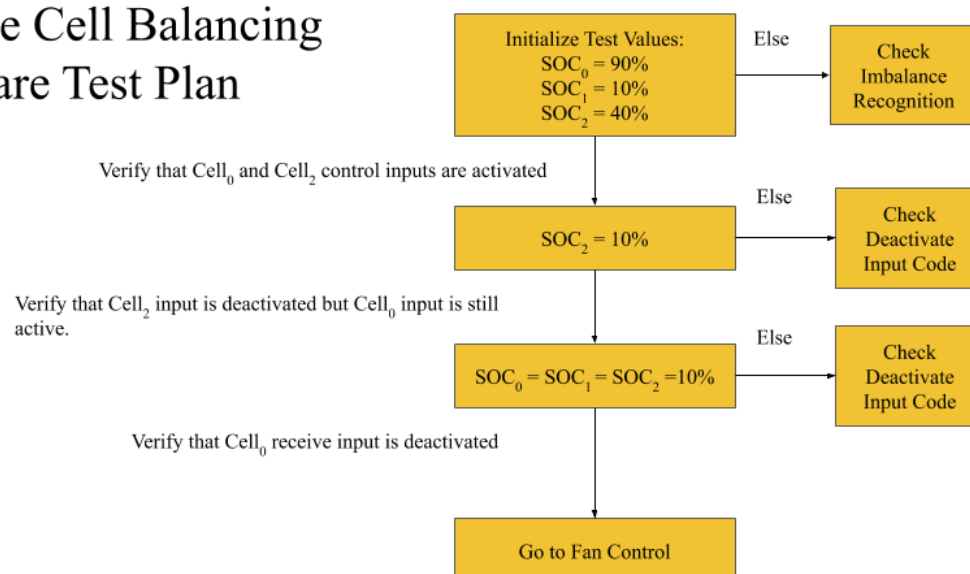 e Cell Balancing
are Test Plan
Initialize Test Values:
SOC₀ = 90%
SOC₁ = 10%
SOC₂ = 40%
Else
Check
Imbalance
Recognition
Verify that Cell₀ and Cell₂ control inputs are activated
SOC₂ = 10%
Else
Check
Deactivate
Input Code
Verify that Cell₂ input is deactivated but Cell₀ input is still
active.
SOC₀ = SOC₁ = SOC₂ =10%
Else
Check
Deactivate
Input Code
Verify that Cell₀ receive input is deactivated
Go to Fan Control